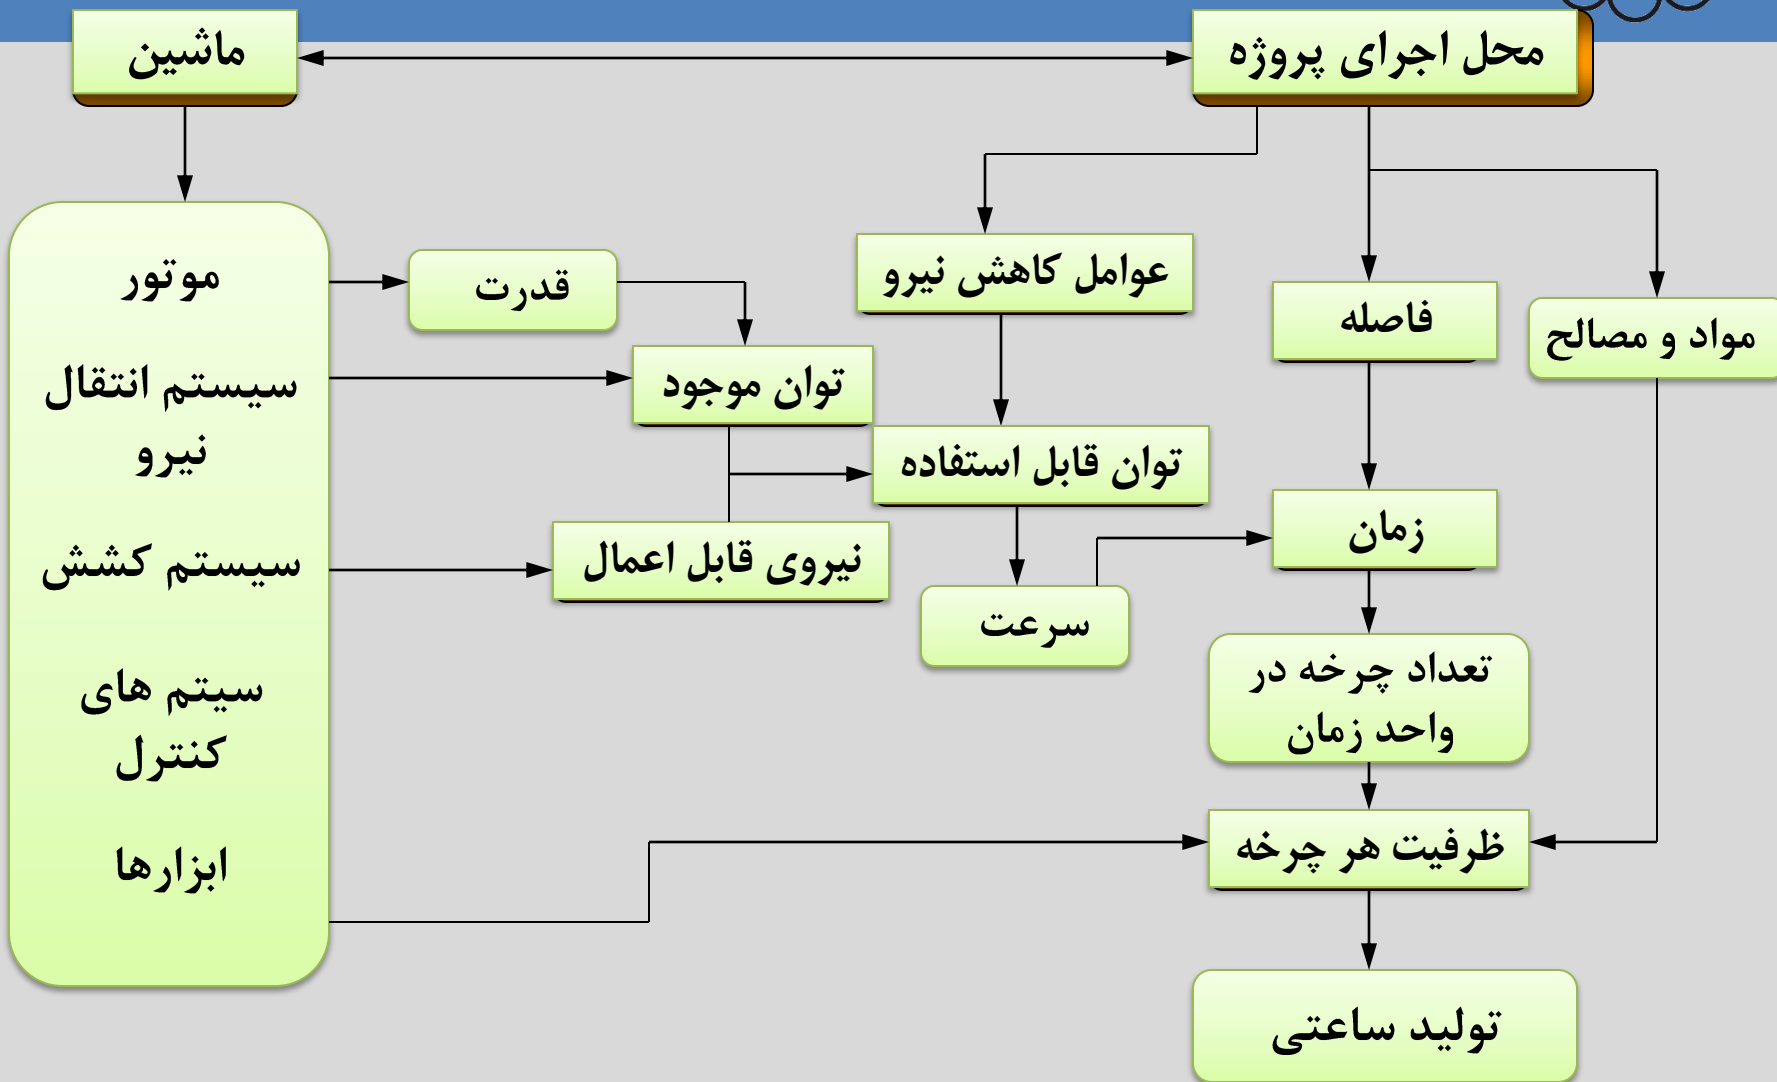 محل اجرای پروژه
ماشین
عوامل کاهش نیرو
فاصله
مواد و مصالح
موتور
قدرت
سیستم انتقال
نیرو
توان موجود
توان قابل استفاده
زمان
سیستم کشش
نیروی قابل اعمال
سرعت
تعداد چرخه در
واحد زمان
سیتم های
کنترل
ظرفیت هر چرخه
ابزارها
تولید ساعتی